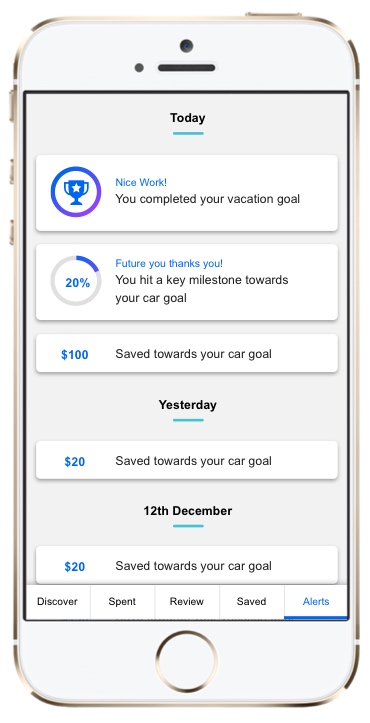 Today
Nice Work!
You completed your vacation goal
20%
Future you thanks you!
You hit a key milestone towards
your car goal
$100
Saved towards your car goal
Yesterday
$20
Saved towards your car goal
12th December
$20
Saved towards your car goal
Discover
Spent
Review
Saved
Alerts